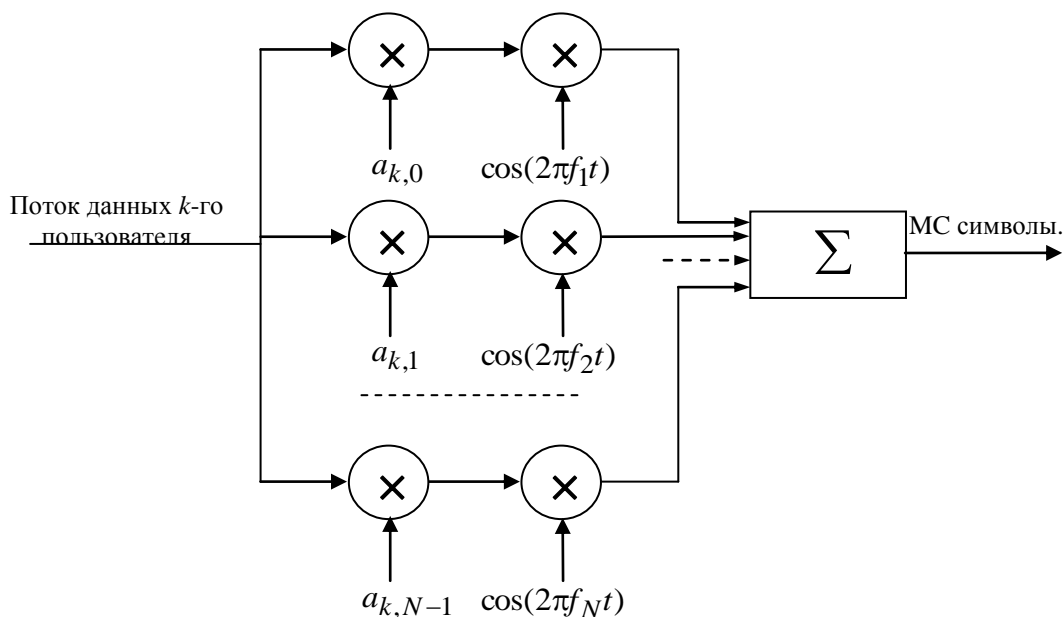 ×
×
a_{k,0}
cos(2πf_1t)
Поток данных k-го
пользователя
×
×
Σ
МС символы.
a_{k,1}
cos(2πf_2t)
×
×
a_{k,N−1}
cos(2πf_Nt)